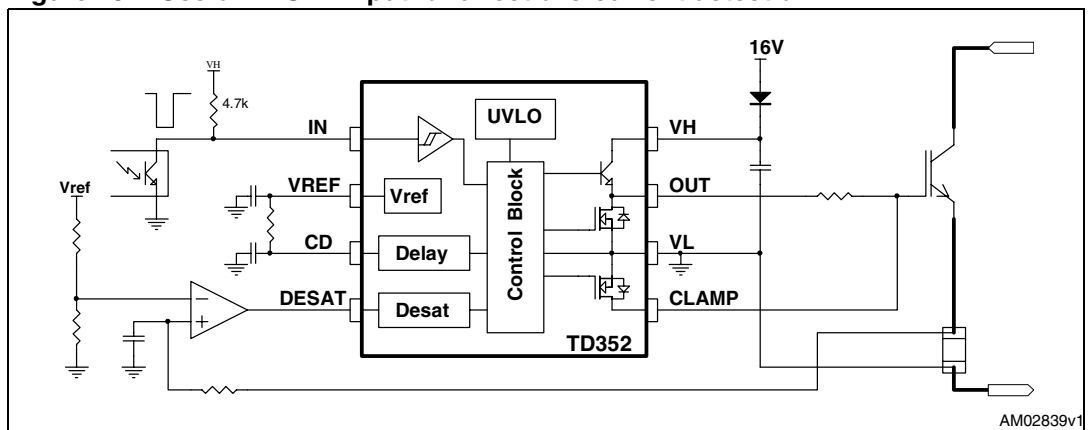 16V
VH
4.7k
UVLO
IN
VH
Vref
VREF
Vref
OUT
Control Block
CD
Delay
VL
DESAT
Desat
CLAMP
−
+
TD352
AM02839v1